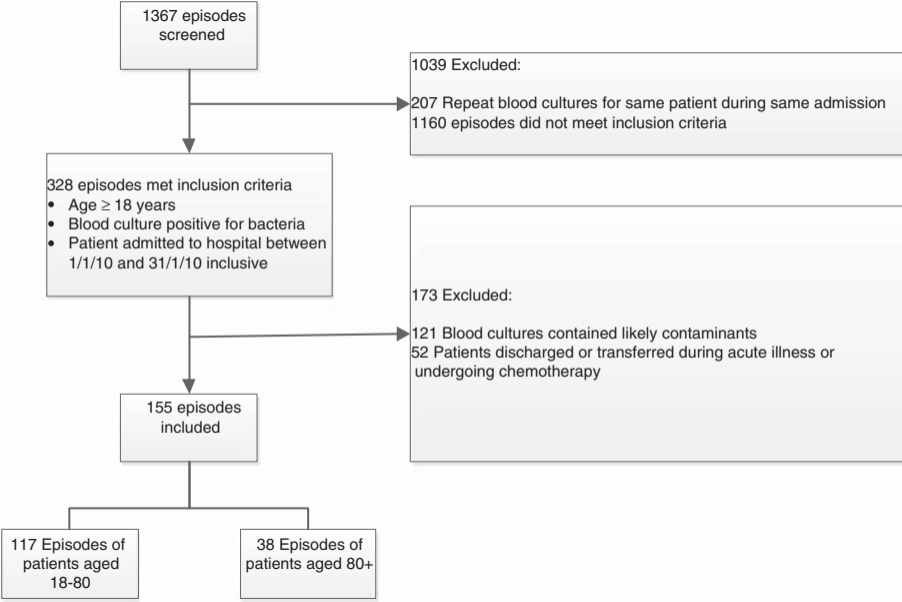 1367 episodes
screened
1039 Excluded:
207 Repeat blood cultures for same patient during same admission
1160 episodes did not meet inclusion criteria
328 episodes met inclusion criteria
• Age ≥ 18 years
• Blood culture positive for bacteria
• Patient admitted to hospital between
1/1/10 and 31/1/10 inclusive
173 Excluded:
121 Blood cultures contained likely contaminants
52 Patients discharged or transferred during acute illness or
undergoing chemotherapy
155 episodes
included
117 Episodes of
patients aged
18-80
38 Episodes of
patients aged 80+